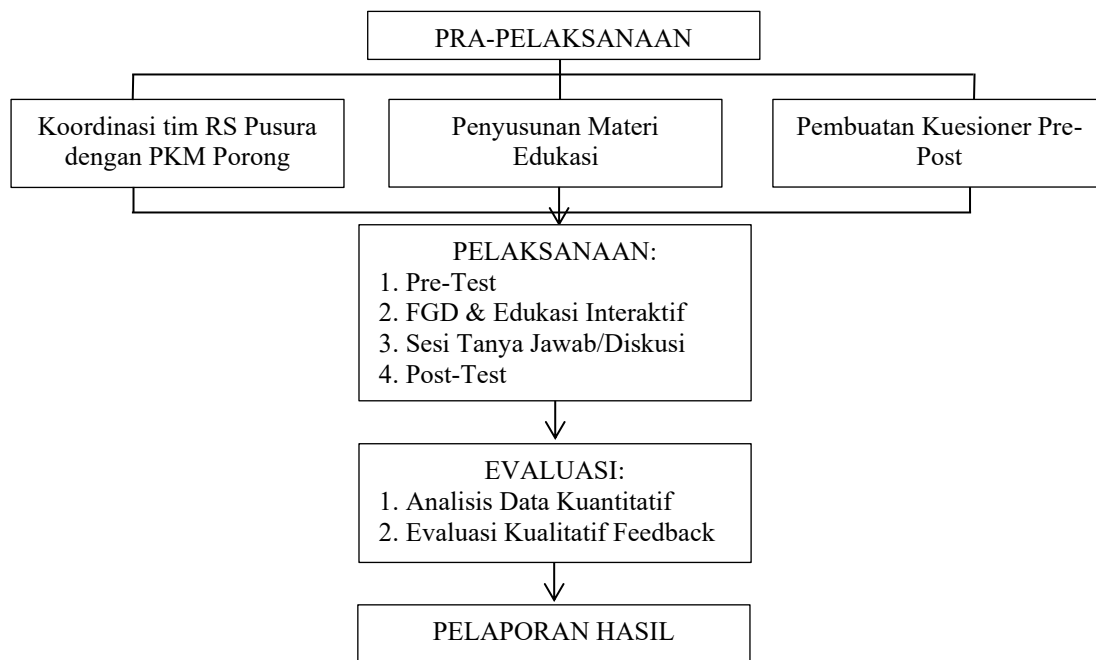 PRA-PELAKSANAAN
Koordinasi tim RS Pusura
dengan PKM Porong
Penyusunan Materi
Edukasi
Pembuatan Kuesioner Pre-
Post
PELAKSANAAN:
1. Pre-Test
2. FGD & Edukasi Interaktif
3. Sesi Tanya Jawab/Diskusi
4. Post-Test
EVALUASI:
1. Analisis Data Kuantitatif
2. Evaluasi Kualitatif Feedback
PELAPORAN HASIL